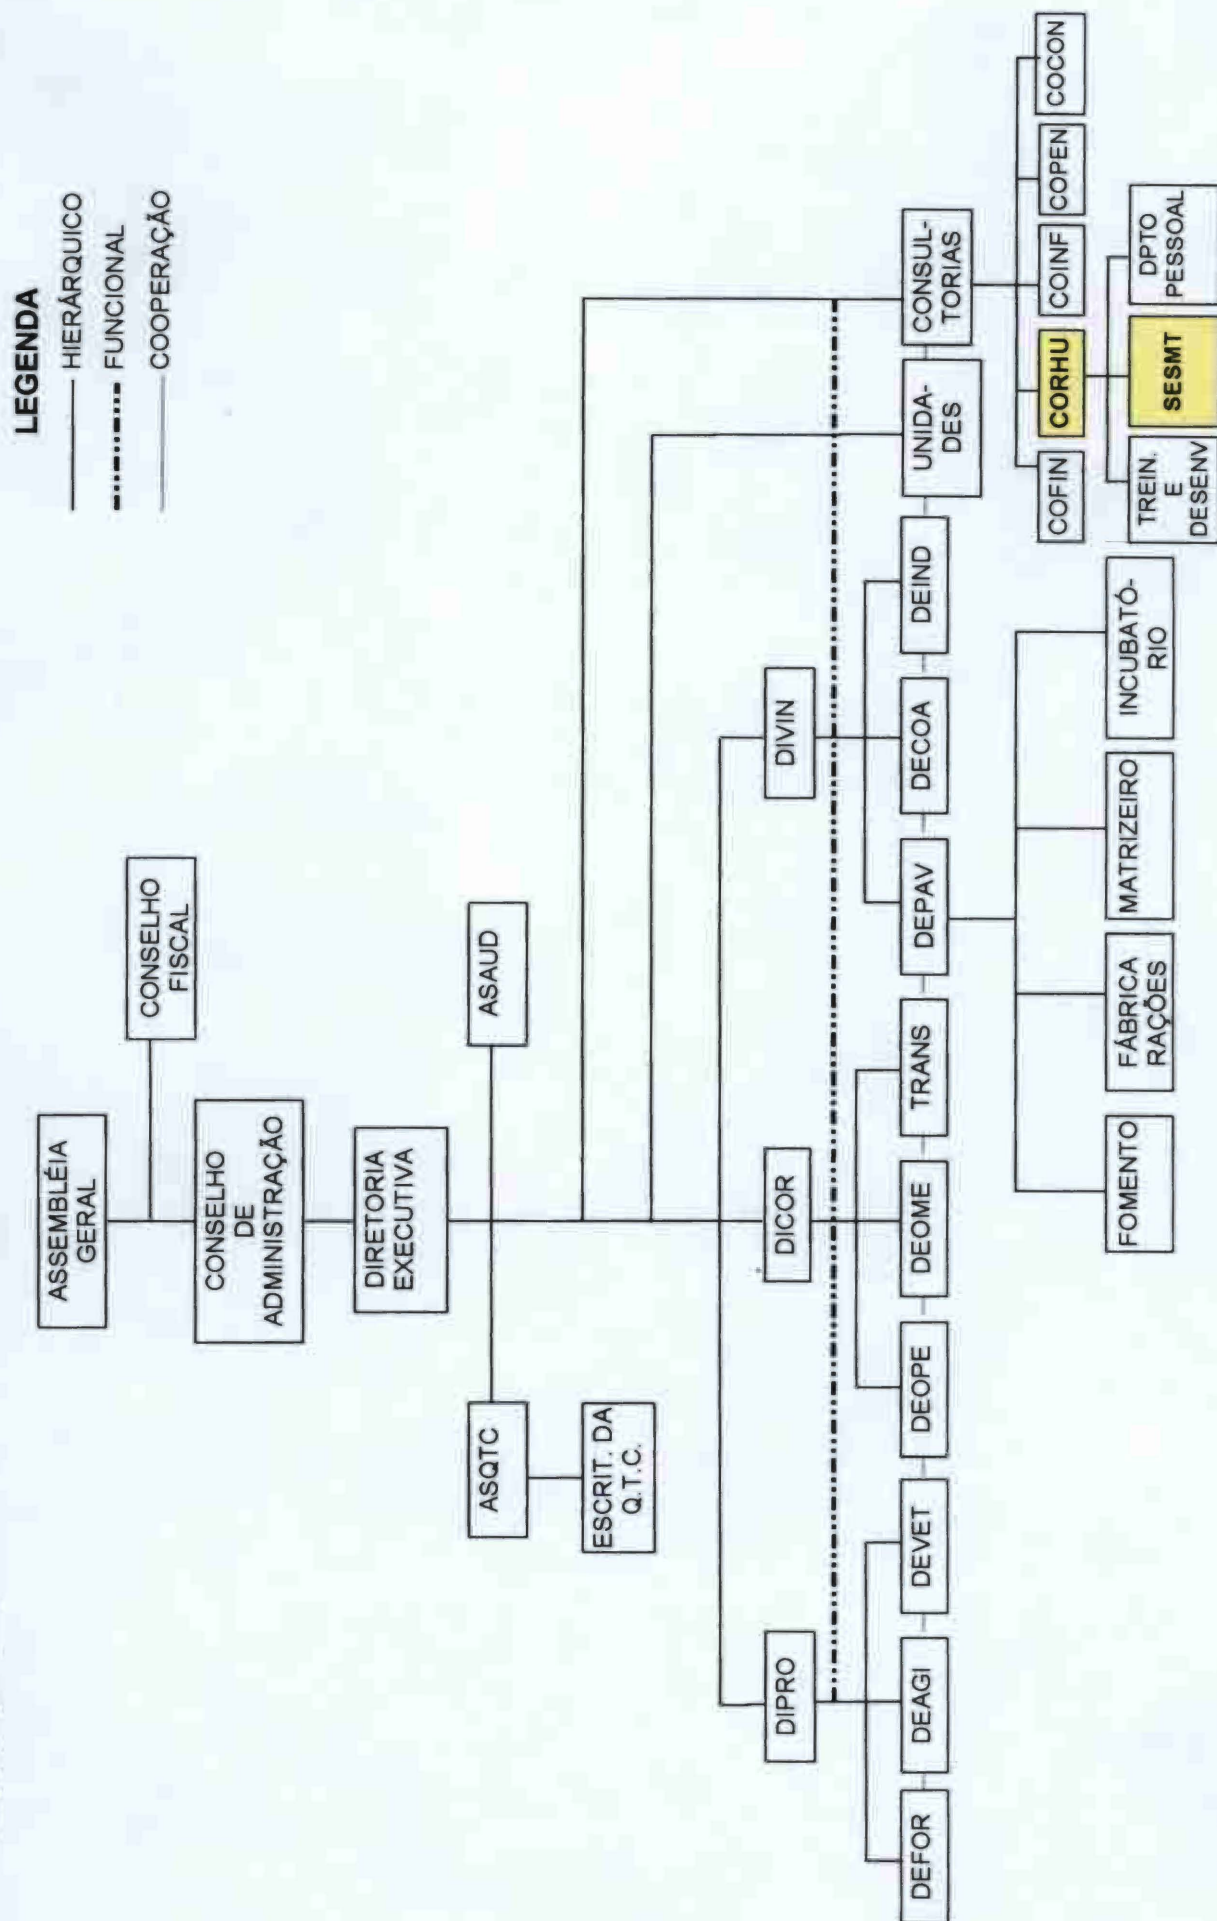 LEGENDA
HIERÁRQUICO
FUNCIONAL
COOPERAÇÃO
ASSEMBLÉIA
GERAL
CONSELHO
FISCAL
CONSELHO
DE
ADMINISTRAÇÃO
DIRETORIA
EXECUTIVA
ASQTC
ASAUD
ESCRIT. DA
Q.T.C.
DIPRO
DICOR
DIVIN
DEFOR
DEAGI
DEVET
DEOPE
DEOME
TRANS
DEPAV
DECOA
DEIND
UNIDA-
DES
CONSUL-
TORIAS
COFIN
CORHU
COINF
COPEN
COCON
FOMENTO
FÁBRICA
RAÇÕES
MATRIZEIRO
INCUBATÓ-
RIO
TREIN.
E
DESENV
SESMT
DPTO
PESSOAL